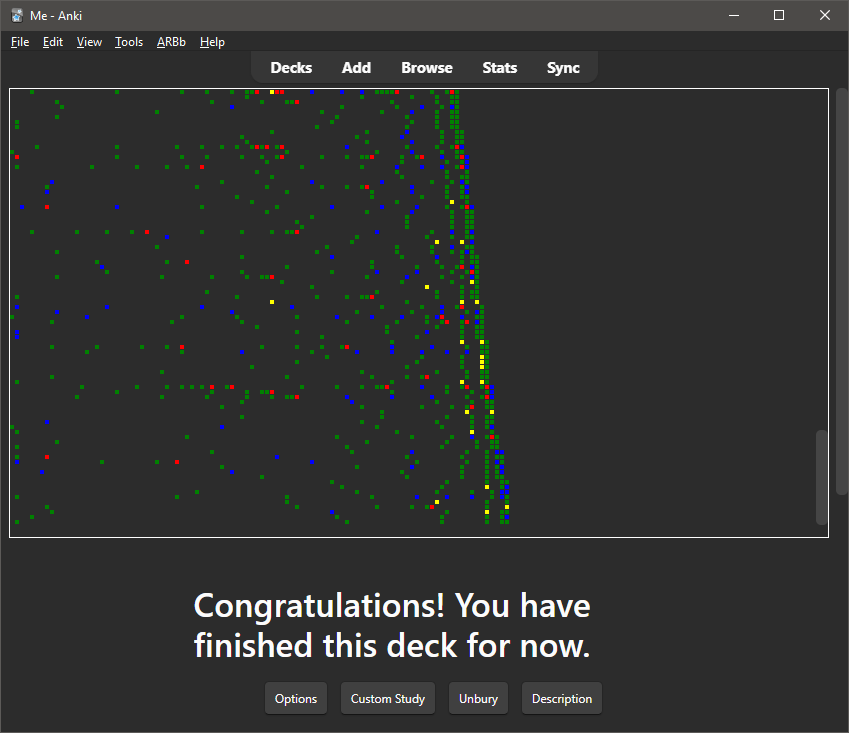 Me - Anki
File Edit View Tools ARBb Help
Decks Add Browse Stats Sync
Congratulations! You have
finished this deck for now.
Options Custom Study Unbury Description